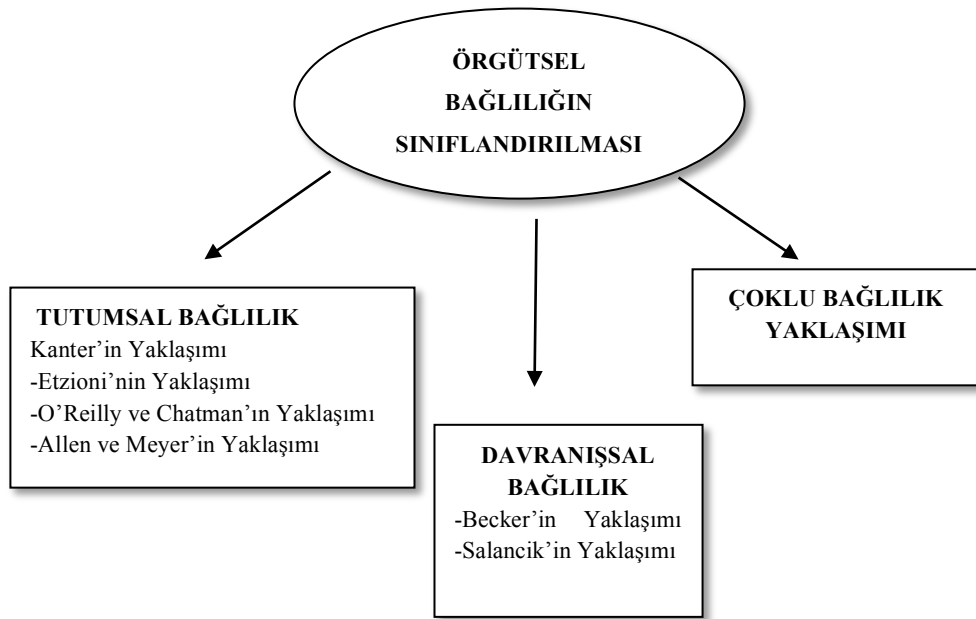 ÖRGÜTSEL
BAĞLILIĞIN
SINIFLANDIRILMASI
TUTUMSAL BAĞLILIK
Kanter’in Yaklaşımı
-Etzioni’nin Yaklaşımı
-O’Reilly ve Chatman’ın Yaklaşımı
-Allen ve Meyer’in Yaklaşımı
DAVRANIŞSAL
BAĞLILIK
-Becker’in Yaklaşımı
-Salancik’in Yaklaşımı
ÇOKLU BAĞLILIK
YAKLAŞIMI